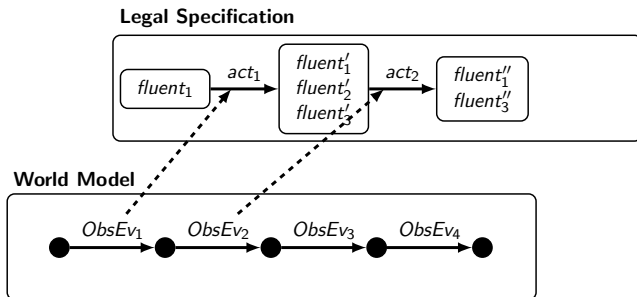 Legal Specification
fluent₁
act₁
fluent′₁
fluent′₂
fluent′₃
act₂
fluent″₁
fluent″₃
World Model
ObsEv₁
ObsEv₂
ObsEv₃
ObsEv₄